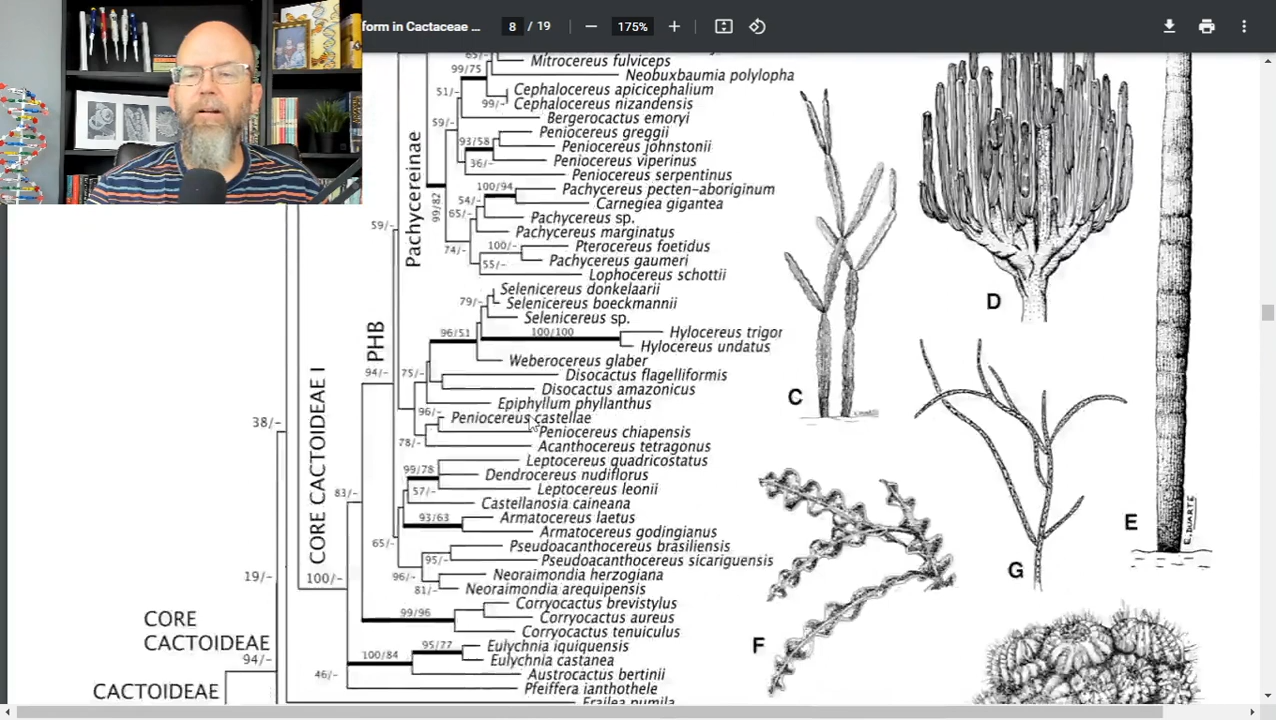 form in Cactaceae ... 8 / 19 175%
Mitrocereus fulviceps
99/75
Neobuxbaumia polylopha
51/-
Cephalocereus apicicephalium
99/-
Cephalocereus nizandensis
Bergerocactus emoryi
59/-
Peniocereus greggii
93/58
Peniocereus johnstonii
36/-
Peniocereus viperinus
Peniocereus serpentinus
Pachycereinae
99/82
100/94
Pachycereus pecten-aboriginum
54/-
Carnegiea gigantea
65/-
Pachycereus sp.
Pachycereus marginatus
59/-
74/-
100/-
Pterocereus foetidus
55/-
Pachycereus gaumeri
Lophocereus schottii
Selenicereus donkelaarii
79/-
Selenicereus boeckmannii
Selenicereus sp.
PHB
96/51
100/100
Hylocereus trigor
Hylocereus undatus
Weberocereus glaber
94/-
75/-
Disocactus flagelliformis
Disocactus amazonicus
Epiphyllum phyllanthus
96/-
Peniocereus castellae
Peniocereus chiapensis
78/-
Acanthocereus tetragonus
38/-
CORE CACTOIDEAE I
99/78
Leptocereus quadricostatus
Dendrocereus nudiflorus
57/-
Leptocereus leonii
83/-
Castellanosia caineana
93/63
Armatocereus laetus
Armatocereus godingianus
65/-
Pseudoacanthocereus brasiliensis
95/-
Pseudoacanthocereus sicariguensis
96/-
Neoraimondia herzogiana
81/-
Neoraimondia arequipensis
19/-
100/-
99/96
Corryocactus brevistylus
Corryocactus aureus
Corryocactus tenuiculus
CORE
CACTOIDEAE
94/-
95/77
Eulychnia iquiquensis
100/84
Eulychnia castanea
46/-
Austrocactus bertinii
Pfeiffera ianthothele
CACTOIDEAE
Frailea pumila
C
D
E
E. DUARTE
F
G